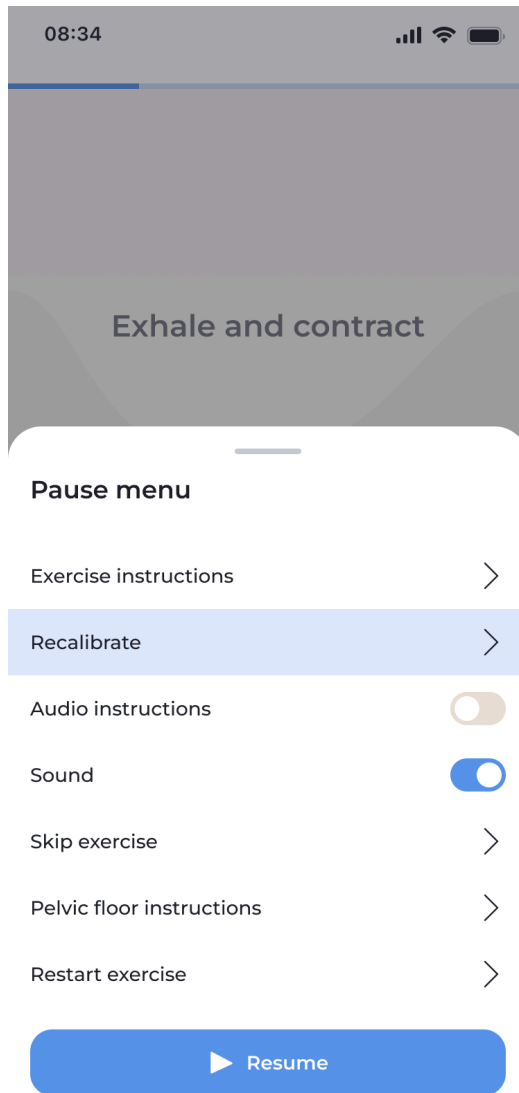 08:34
Exhale and contract
Pause menu
Exercise instructions
Recalibrate
Audio instructions
Sound
Skip exercise
Pelvic floor instructions
Restart exercise
Resume